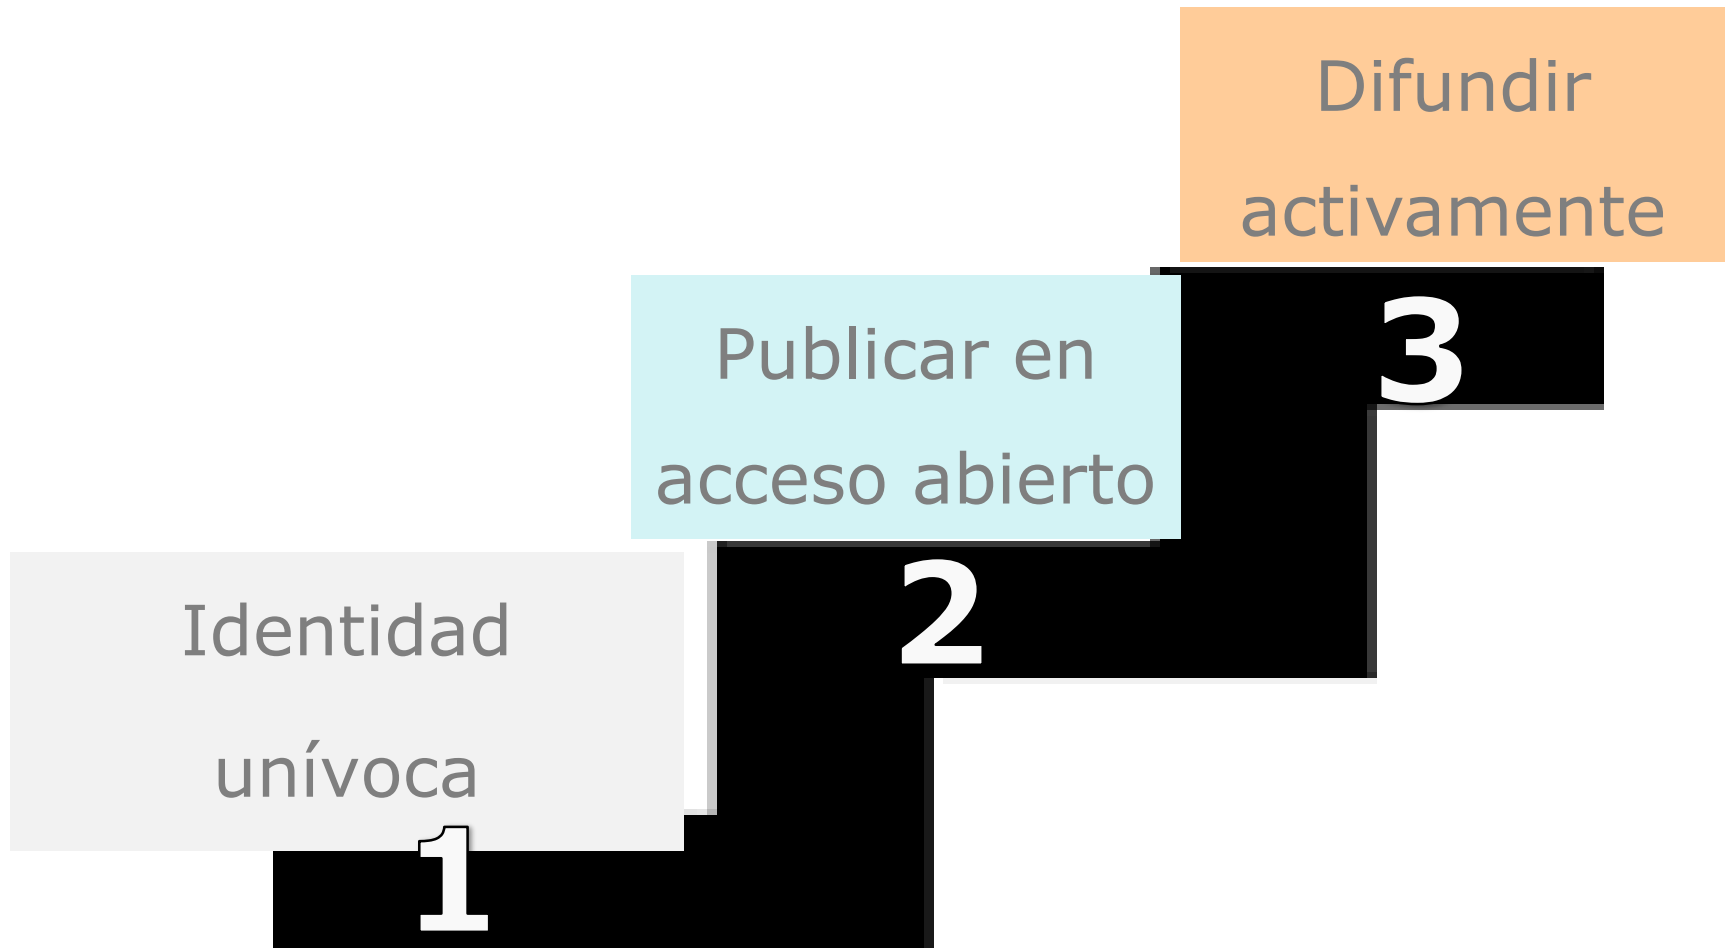 Difundir
activamente
3
Publicar en
acceso abierto
2
Identidad
unívoca
1